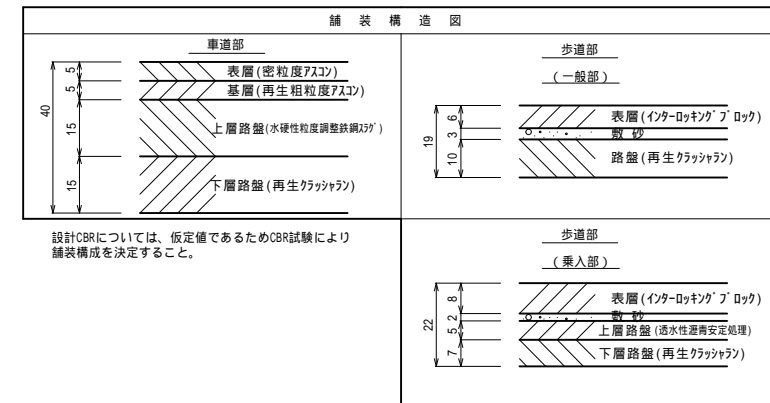 舗装構造図
車道部
40
5
5
15
15
表層(密粒度アスコン)
基層(再生粗粒度アスコン)
上層路盤(水硬性粒度調整鉄鋼スラグ)
下層路盤(再生クラッシャラン)
設計CBRについては、仮定値であるためCBR試験により
舗装構成を決定すること。
歩道部
(一般部)
19
6
3
10
表層(インターロッキングブロック)
敷 砂
路盤(再生クラッシャラン)
歩道部
(乗入部)
22
8
2
5
7
表層(インターロッキングブロック)
敷 砂
上層路盤(透水性瀝青安定処理)
下層路盤(再生クラッシャラン)